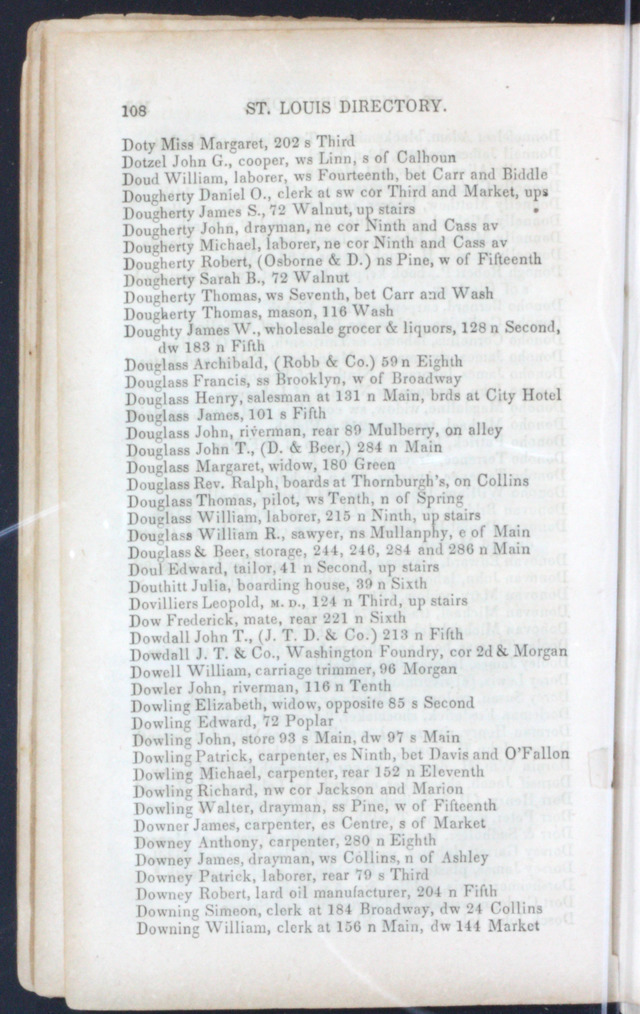 108 ST. LOUIS DIRECTORY.
Doty Miss Margaret, 202 s Third
Dotzel John G., cooper, ws Linn, s of Calhoun
Doud William, laborer, ws Fourteenth, bet Carr and Biddle
Dougherty Daniel O., clerk at sw cor Third and Market, ups
Dougherty James S., 72 Walnut, up stairs
Dougherty John, drayman, ne cor Ninth and Cass av
Dougherty Michael, laborer, ne cor Ninth and Cass av
Dougherty Robert, (Osborne & D.) ns Pine, w of Fifteenth
Dougherty Sarah B., 72 Walnut
Dougherty Thomas, ws Seventh, bet Carr and Wash
Dougherty Thomas, mason, 116 Wash
Doughty James W., wholesale grocer & liquors, 128 n Second,
dw 183 n Fifth
Douglass Archibald, (Robb & Co.) 59 n Eighth
Douglass Francis, ss Brooklyn, w of Broadway
Douglass Henry, salesman at 131 n Main, brds at City Hotel
Douglass James, 101 s Fifth
Douglass John, riverman, rear 89 Mulberry, on alley
Douglass John T., (D. & Beer,) 284 n Main
Douglass Margaret, widow, 180 Green
Douglass Rev. Ralph, boards at Thornburgh's, on Collins
Douglass Thomas, pilot, ws Tenth, n of Spring
Douglass William, laborer, 215 n Ninth, up stairs
Douglass William R., sawyer, ns Mullanphy, e of Main
Douglass & Beer, storage, 244, 246, 284 and 286 n Main
Doul Edward, tailor, 41 n Second, up stairs
Douthitt Julia, boarding house, 39 n Sixth
Dovilliers Leopold, M. D., 124 n Third, up stairs
Dow Frederick, mate, rear 221 n Sixth
Dowdall John T., (J. T. D. & Co.) 213 n Fifth
Dowdall J. T. & Co., Washington Foundry, cor 2d & Morgan
Dowell William, carriage trimmer, 96 Morgan
Dowler John, riverman, 116 n Tenth
Dowling Elizabeth, widow, opposite 85 s Second
Dowling Edward, 72 Poplar
Dowling John, store 93 s Main, dw 97 s Main
Dowling Patrick, carpenter, es Ninth, bet Davis and O'Fallon
Dowling Michael, carpenter, rear 152 n Eleventh
Dowling Richard, nw cor Jackson and Marion
Dowling Walter, drayman, ss Pine, w of Fifteenth
Downer James, carpenter, es Centre, s of Market
Downey Anthony, carpenter, 280 n Eighth
Downey James, drayman, ws Collins, n of Ashley
Downey Patrick, laborer, rear 79 s Third
Downey Robert, lard oil manufacturer, 204 n Fifth
Downing Simeon, clerk at 184 Broadway, dw 24 Collins
Downing William, clerk at 156 n Main, dw 144 Market